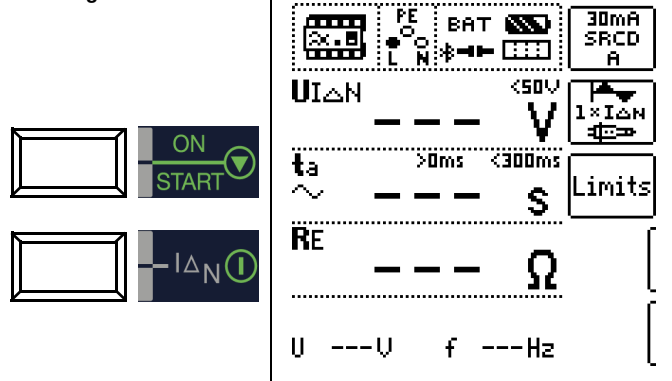 ON
START
IΔN
PE
L N
BAT
30mA
SRCD
A
UIΔN <50V
--- V
1×IΔN
ta >0ms <300ms
--- s
Limits
RE
--- Ω
U ---V f ---Hz